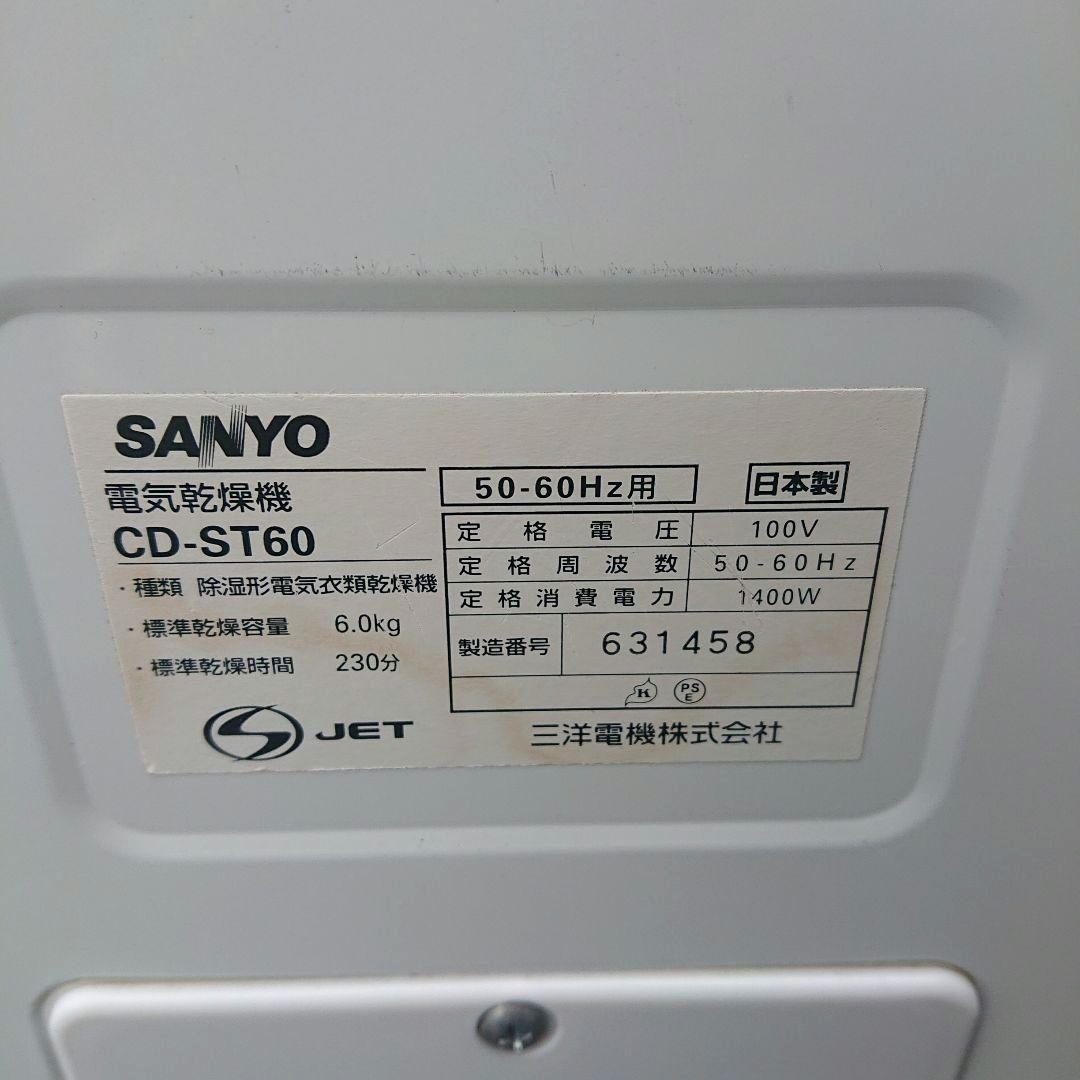 SANYO
電気乾燥機
CD-ST60
・種類 除湿形電気衣類乾燥機
・標準乾燥容量 6.0kg
・標準乾燥時間 230分
S JET
50-60Hz用
日本製
定格電圧 100V
定格周波数 50-60Hz
定格消費電力 1400W
製造番号 631458
K PSE
三洋電機株式会社